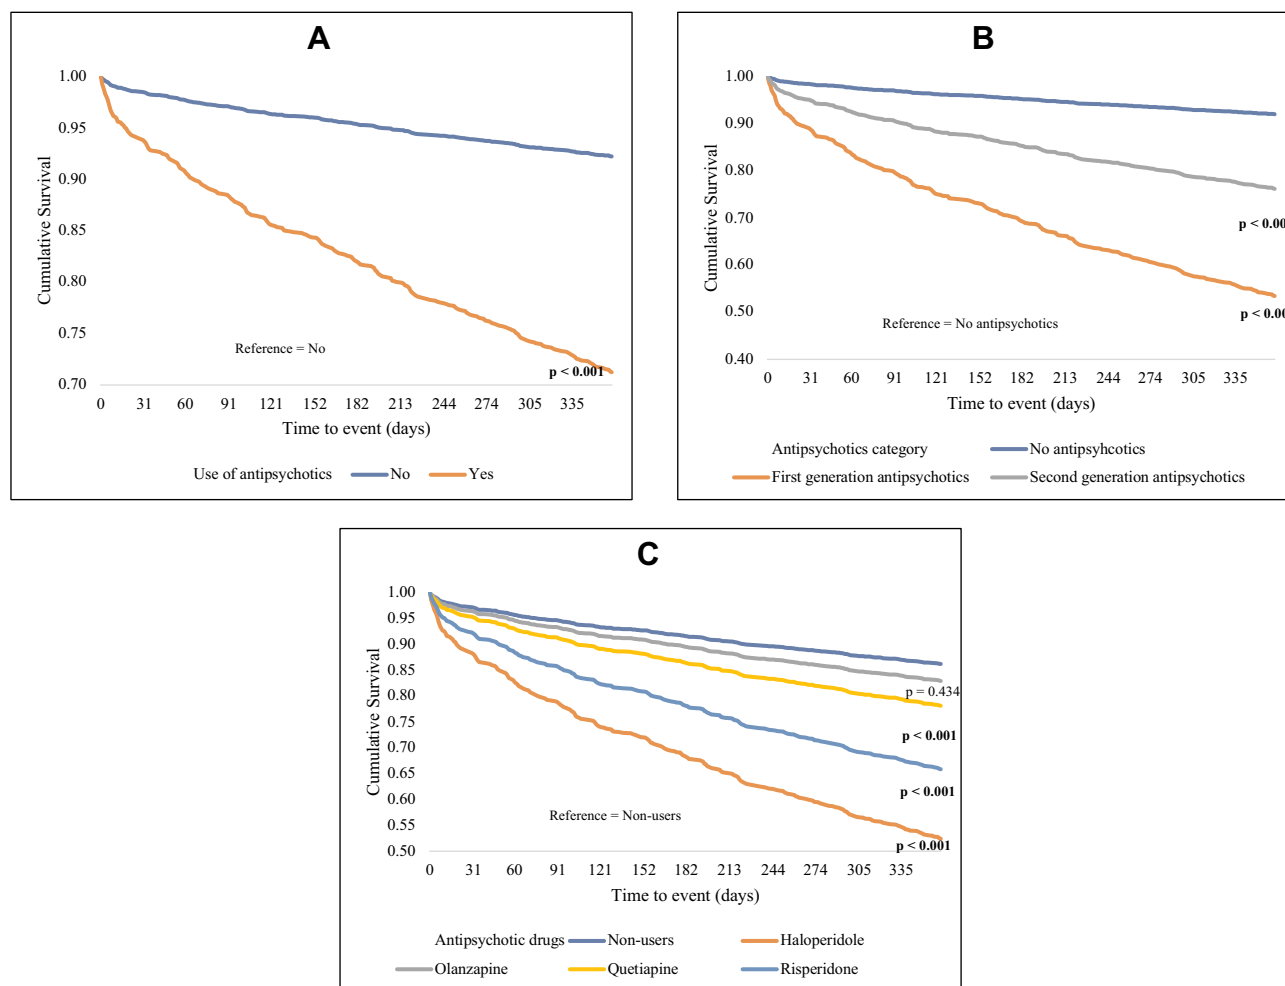 A
1.00
0.95
0.90
0.85
0.80
0.75
0.70
Cumulative Survival
Reference = No
p < 0.001
0 31 60 91 121 152 182 213 244 274 305 335
Time to event (days)
Use of antipsychotics No Yes
B
1.00
0.90
0.80
0.70
0.60
0.50
0.40
Cumulative Survival
p < 0.00
p < 0.00
Reference = No antipsychotics
0 31 60 91 121 152 182 213 244 274 305 335
Time to event (days)
Antipsychotics category No antipsyhcotics
First generation antipsychotics Second generation antipsychotics
C
1.00
0.95
0.90
0.85
0.80
0.75
0.70
0.65
0.60
0.55
0.50
Cumulative Survival
p = 0.434
p < 0.001
p < 0.001
Reference = Non-users
p < 0.001
0 31 60 91 121 152 182 213 244 274 305 335
Time to event (days)
Antipsychotic drugs Non-users Haloperidole
Olanzapine Quetiapine Risperidone